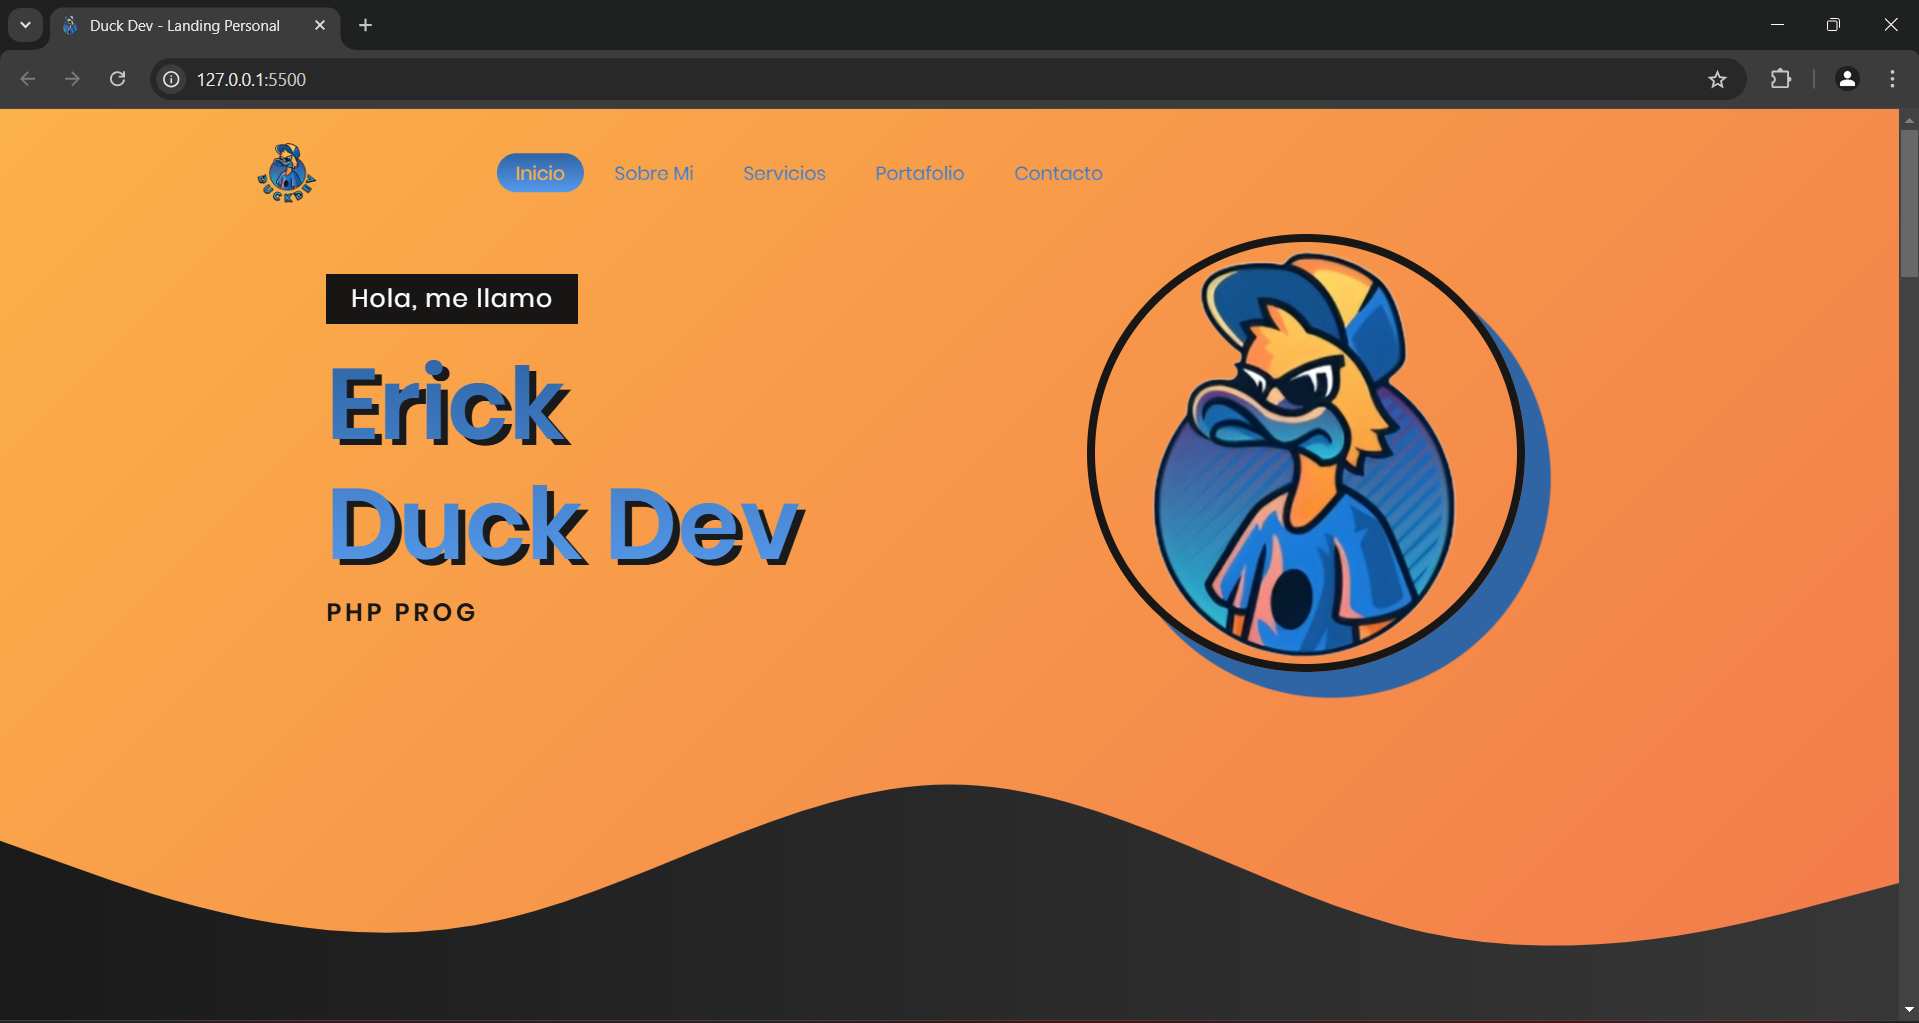 Duck Dev - Landing Personal
127.0.0.1:5500
DUCKDEV
Inicio
Sobre Mi
Servicios
Portafolio
Contacto
Hola, me llamo
Erick
Duck Dev
PHP PROG